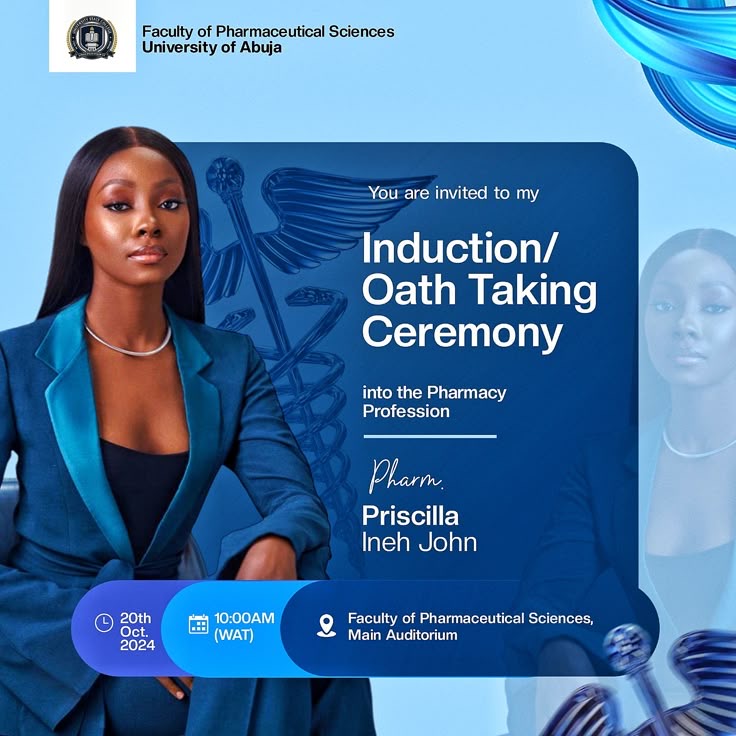 Faculty of Pharmaceutical Sciences
University of Abuja
You are invited to my
Induction/
Oath Taking
Ceremony
into the Pharmacy
Profession
Pharm.
Priscilla
Ineh John
20th
Oct.
2024
10:00AM
(WAT)
Faculty of Pharmaceutical Sciences,
Main Auditorium